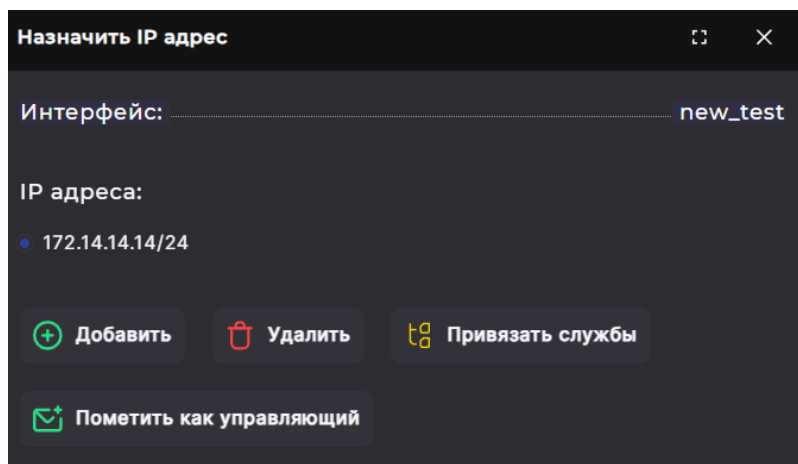 Назначить IP адрес
Интерфейс: new_test
IP адреса:
172.14.14.14/24
Добавить Удалить Привязать службы
Пометить как управляющий